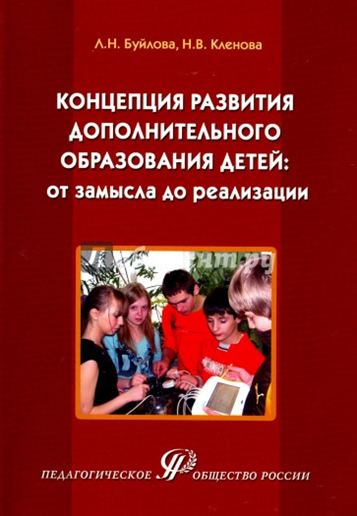 Л.Н. Буйлова, Н.В. Кленова
КОНЦЕПЦИЯ РАЗВИТИЯ
ДОПОЛНИТЕЛЬНОГО
ОБРАЗОВАНИЯ ДЕТЕЙ:
от замысла до реализации
ПЕДАГОГИЧЕСКОЕ ОБЩЕСТВО РОССИИ